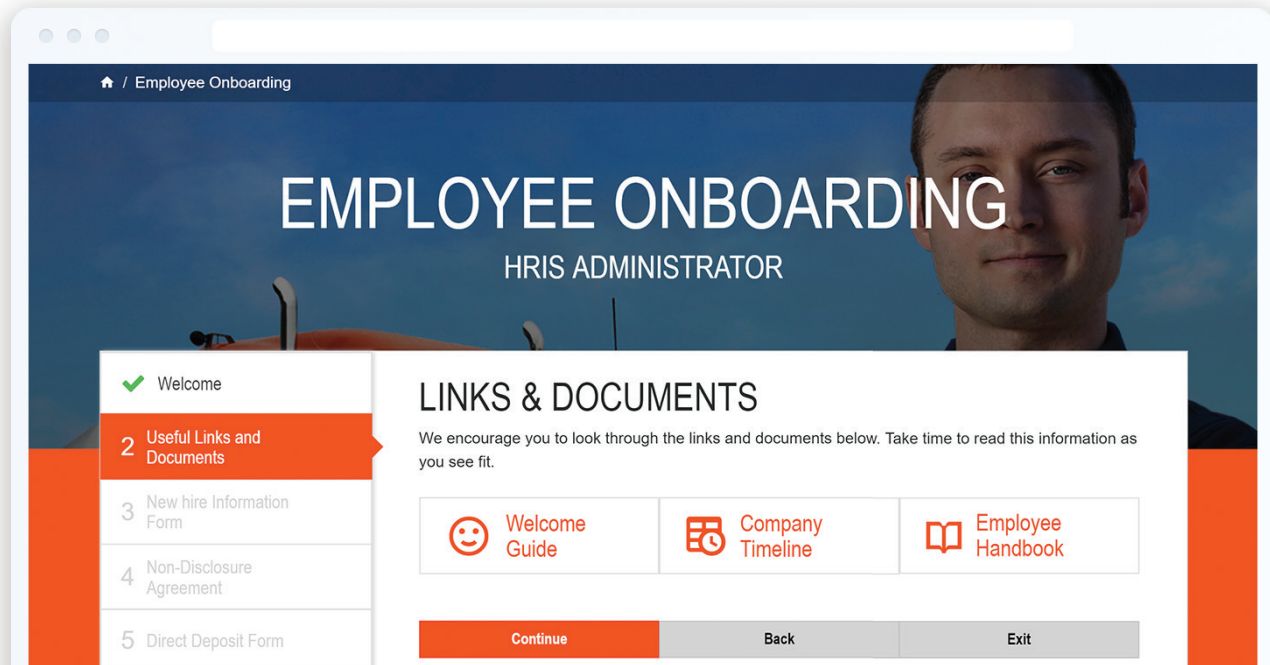 / Employee Onboarding
EMPLOYEE ONBOARDING
HRIS ADMINISTRATOR
Welcome
2 Useful Links and
Documents
3 New hire Information
Form
4 Non-Disclosure
Agreement
5 Direct Deposit Form
LINKS & DOCUMENTS
We encourage you to look through the links and documents below. Take time to read this information as
you see fit.
Welcome
Guide
Company
Timeline
Employee
Handbook
Continue
Back
Exit